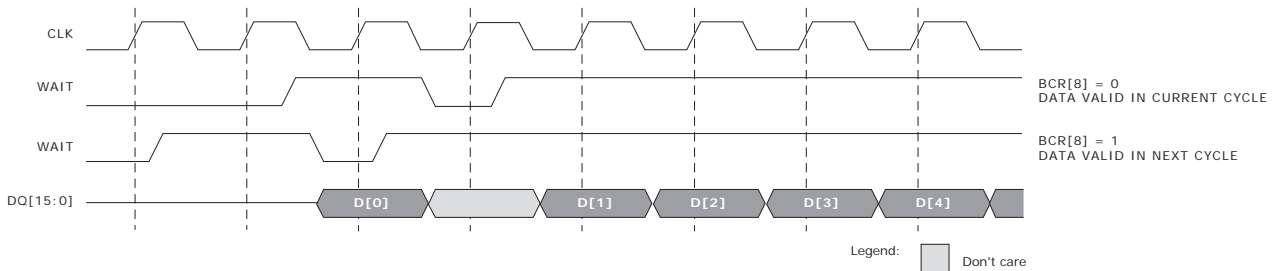 CLK
WAIT
BCR[8] = 0
DATA VALID IN CURRENT CYCLE
WAIT
BCR[8] = 1
DATA VALID IN NEXT CYCLE
DQ[15:0]
D[0]
D[1]
D[2]
D[3]
D[4]
Legend:
Don't care